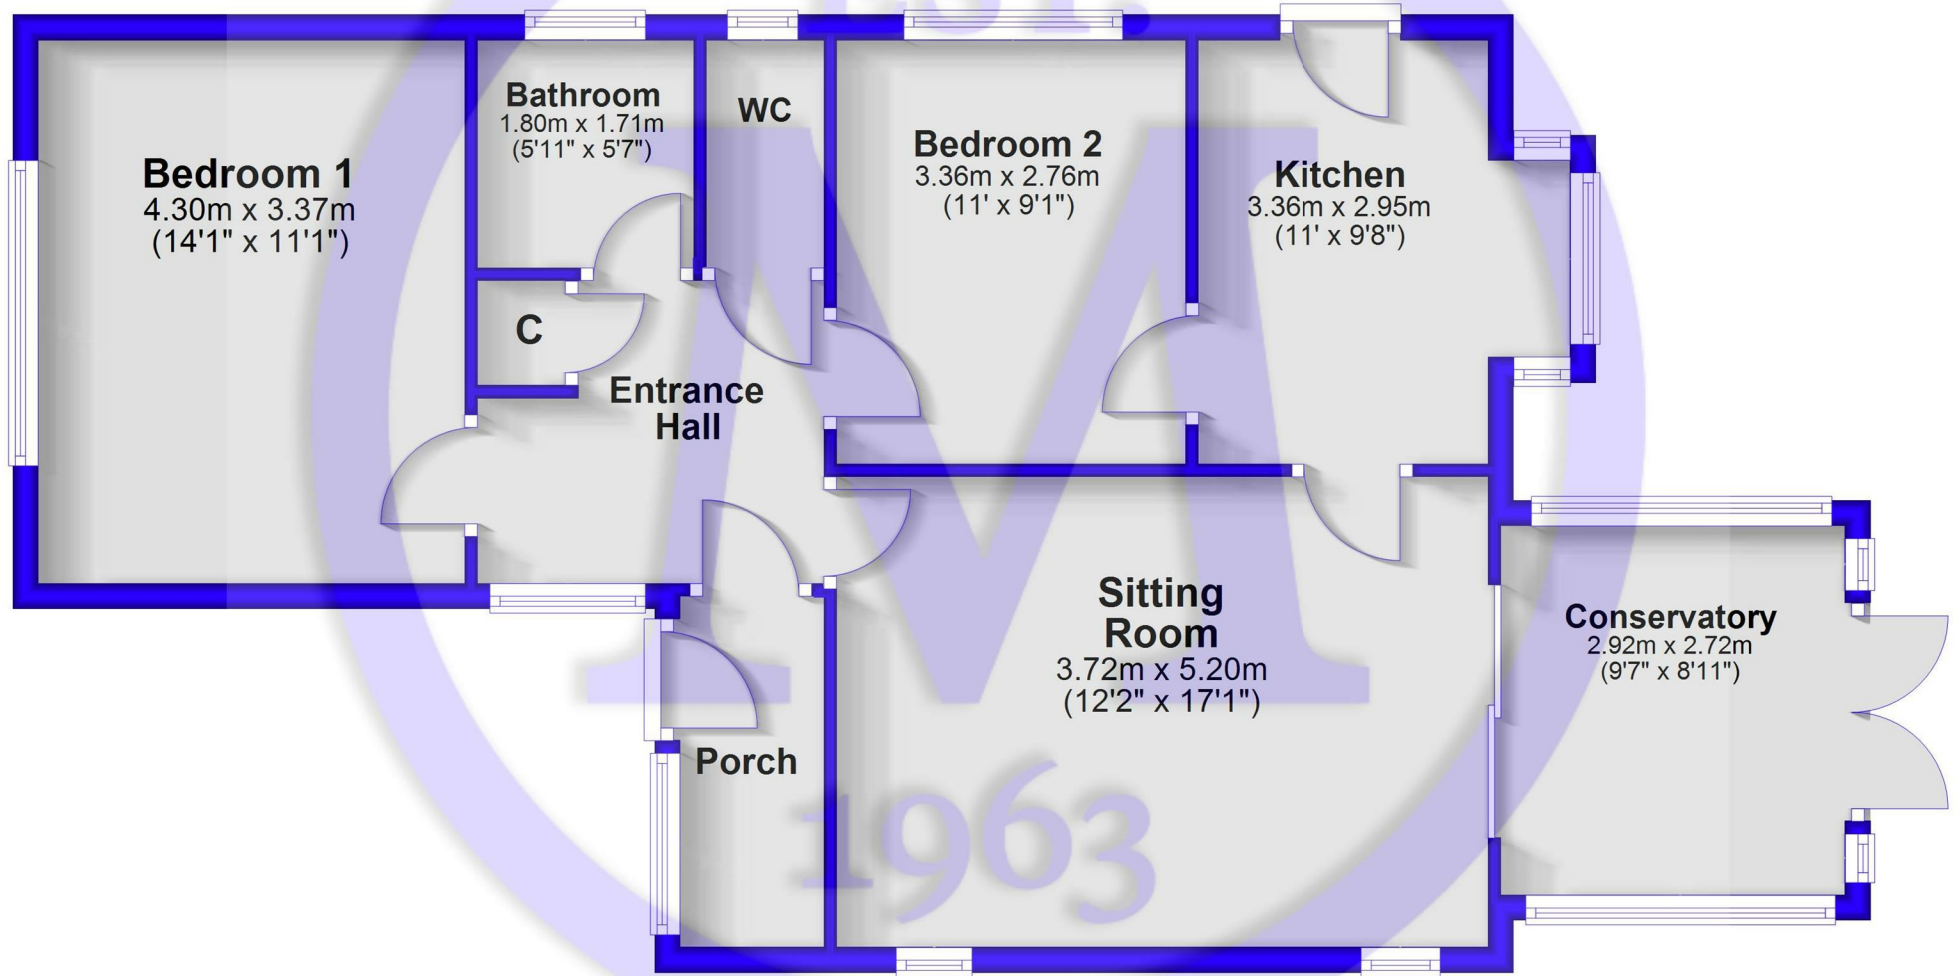 EST.
Bedroom 1
4.30m x 3.37m
(14'1" x 11'1")
Bathroom
1.80m x 1.71m
(5'11" x 5'7")
WC
Bedroom 2
3.36m x 2.76m
(11' x 9'1")
Kitchen
3.36m x 2.95m
(11' x 9'8")
C
Entrance
Hall
Sitting
Room
3.72m x 5.20m
(12'2" x 17'1")
Conservatory
2.92m x 2.72m
(9'7" x 8'11")
Porch
M
1963